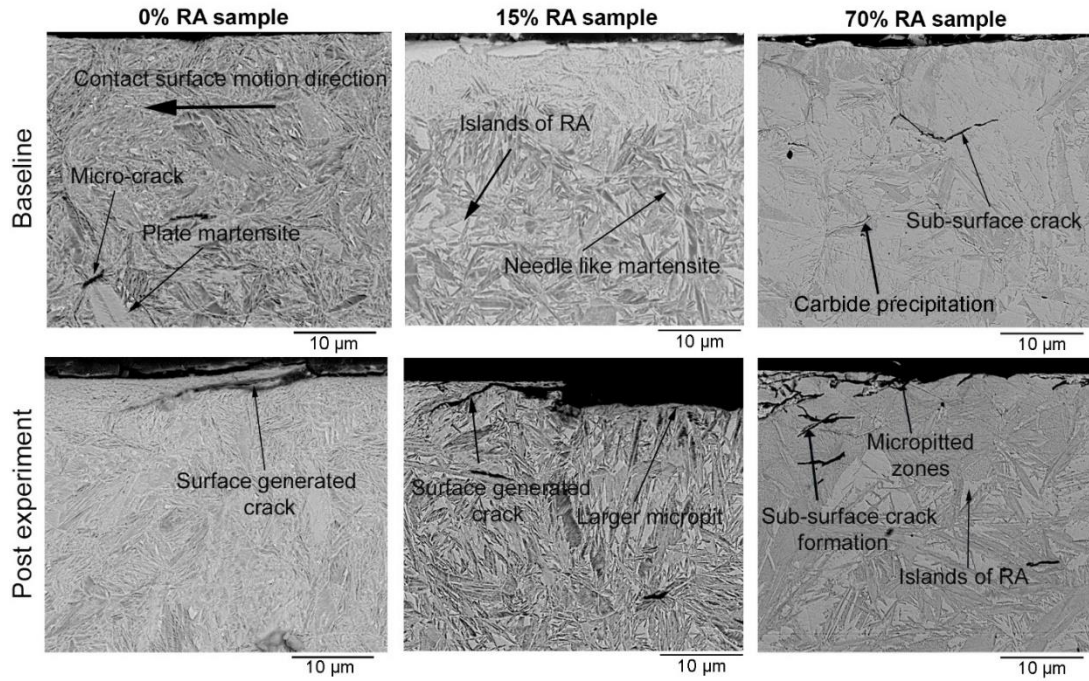 0% RA sample
15% RA sample
70% RA sample
Baseline
Contact surface motion direction
Micro-crack
Plate martensite
10 µm
Islands of RA
Needle like martensite
10 µm
Sub-surface crack
Carbide precipitation
10 µm
Post experiment
Surface generated
crack
10 µm
Surface generated
crack
Larger micropit
10 µm
Micropitted
zones
Sub-surface crack
formation
Islands of RA
10 µm